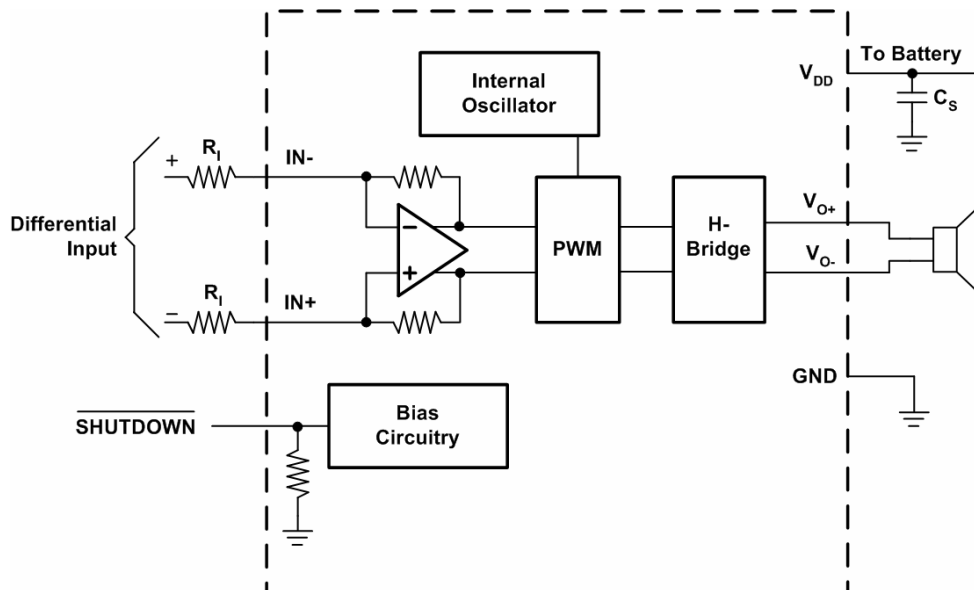 To Battery
V_DD
C_S
Internal
Oscillator
R_I
IN-
+
Differential
Input
−
+
PWM
H-
Bridge
V_O+
V_O-
−
R_I
IN+
GND
SHUTDOWN
Bias
Circuitry